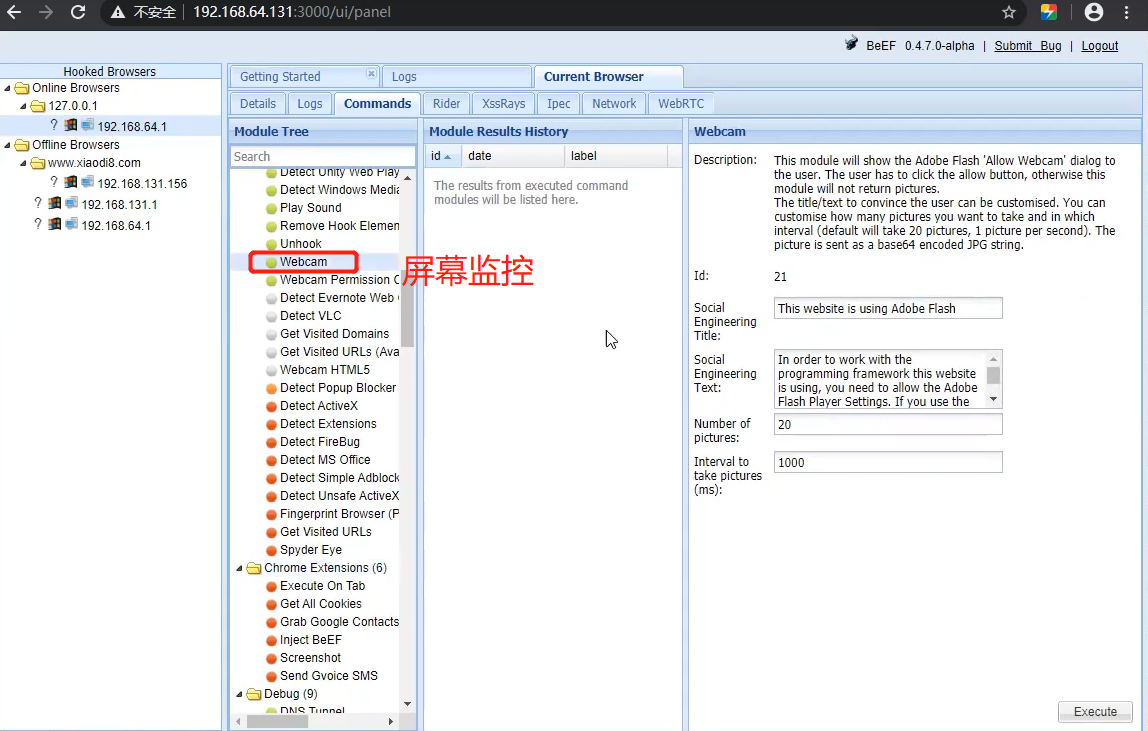 不安全 192.168.64.131:3000/ui/panel
BeEF 0.4.7.0-alpha | Submit Bug | Logout
Hooked Browsers
Online Browsers
127.0.0.1
? 192.168.64.1
Offline Browsers
www.xiaodi8.com
? 192.168.131.156
? 192.168.131.1
? 192.168.64.1
Getting Started
Logs
Current Browser
Details
Logs
Commands
Rider
XssRays
Ipec
Network
WebRTC
Module Tree
Search
Detect Unity Web Play
Detect Windows Media
Play Sound
Remove Hook Elemen
Unhook
Webcam
屏幕监控
Webcam Permission C
Detect Evernote Web
Detect VLC
Get Visited Domains
Get Visited URLs (Ava
Webcam HTML5
Detect Popup Blocker
Detect ActiveX
Detect Extensions
Detect FireBug
Detect MS Office
Detect Simple Adblock
Detect Unsafe ActiveX
Fingerprint Browser (P
Get Visited URLs
Spyder Eye
Chrome Extensions (6)
Execute On Tab
Get All Cookies
Grab Google Contacts
Inject BeEF
Screenshot
Send Gvoice SMS
Debug (9)
DNS Tunnel
Module Results History
id date label
The results from executed command
modules will be listed here.
Webcam
Description:
This module will show the Adobe Flash 'Allow Webcam' dialog to
the user. The user has to click the allow button, otherwise this
module will not return pictures.
The title/text to convince the user can be customised. You can
customise how many pictures you want to take and in which
interval (default will take 20 pictures, 1 picture per second). The
picture is sent as a base64 encoded JPG string.
Id: 21
Social
Engineering
Title:
This website is using Adobe Flash
Social
Engineering
Text:
In order to work with the
programming framework this website
is using, you need to allow the Adobe
Flash Player Settings. If you use the
Number of
pictures:
20
Interval to
take pictures
(ms):
1000
Execute